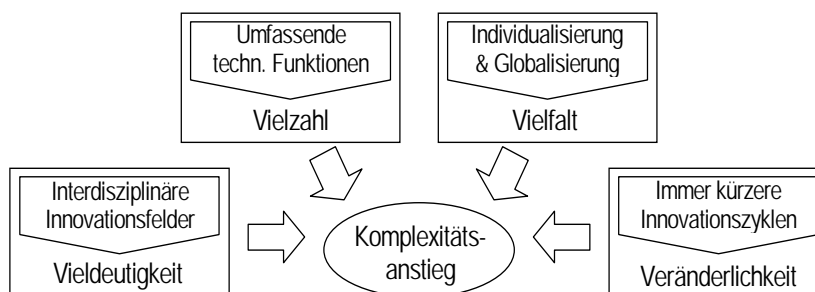 Umfassende
techn. Funktionen
Vielzahl
Individualisierung
& Globalisierung
Vielfalt
Interdisziplinäre
Innovationsfelder
Vieldeutigkeit
Komplexitäts-
anstieg
Immer kürzere
Innovationszyklen
Veränderlichkeit